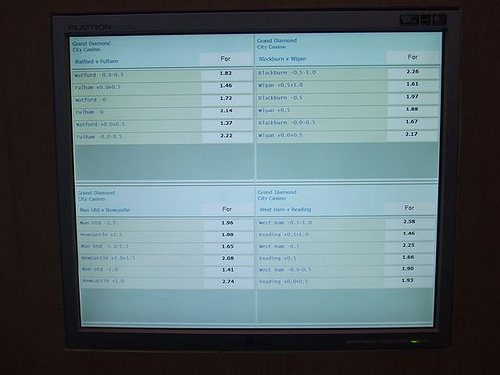 FLATRON
Grand Diamond
City Casino
Watford v Fulham For
Watford -0.0-0.5 1.82
Fulham +0.0+0.5 1.46
Watford -0 1.72
Fulham -0 2.14
Watford +0.0+0.5 1.37
Fulham -0.0-0.5 2.22
Grand Diamond
City Casino
Blackburn v Wigan For
Blackburn -0.5-1.0 2.26
Wigan +0.5+1.0 1.61
Blackburn -0.5 1.97
Wigan +0.5 1.88
Blackburn -0.0-0.5 1.67
Wigan +0.0+0.5 2.17
Grand Diamond
City Casino
Man Utd v Newcastle For
Man Utd -1.5 1.96
Newcastle +1.5 1.88
Man Utd -1.0-1.5 1.65
Newcastle +1.0+1.5 2.08
Man Utd -1.0 1.41
Newcastle +1.0 2.74
Grand Diamond
City Casino
West Ham v Reading For
West Ham -0.5-1.0 2.58
Reading +0.5+1.0 1.46
West Ham -0.5 2.25
Reading +0.5 1.66
West Ham -0.0-0.5 1.90
Reading +0.0+0.5 1.93